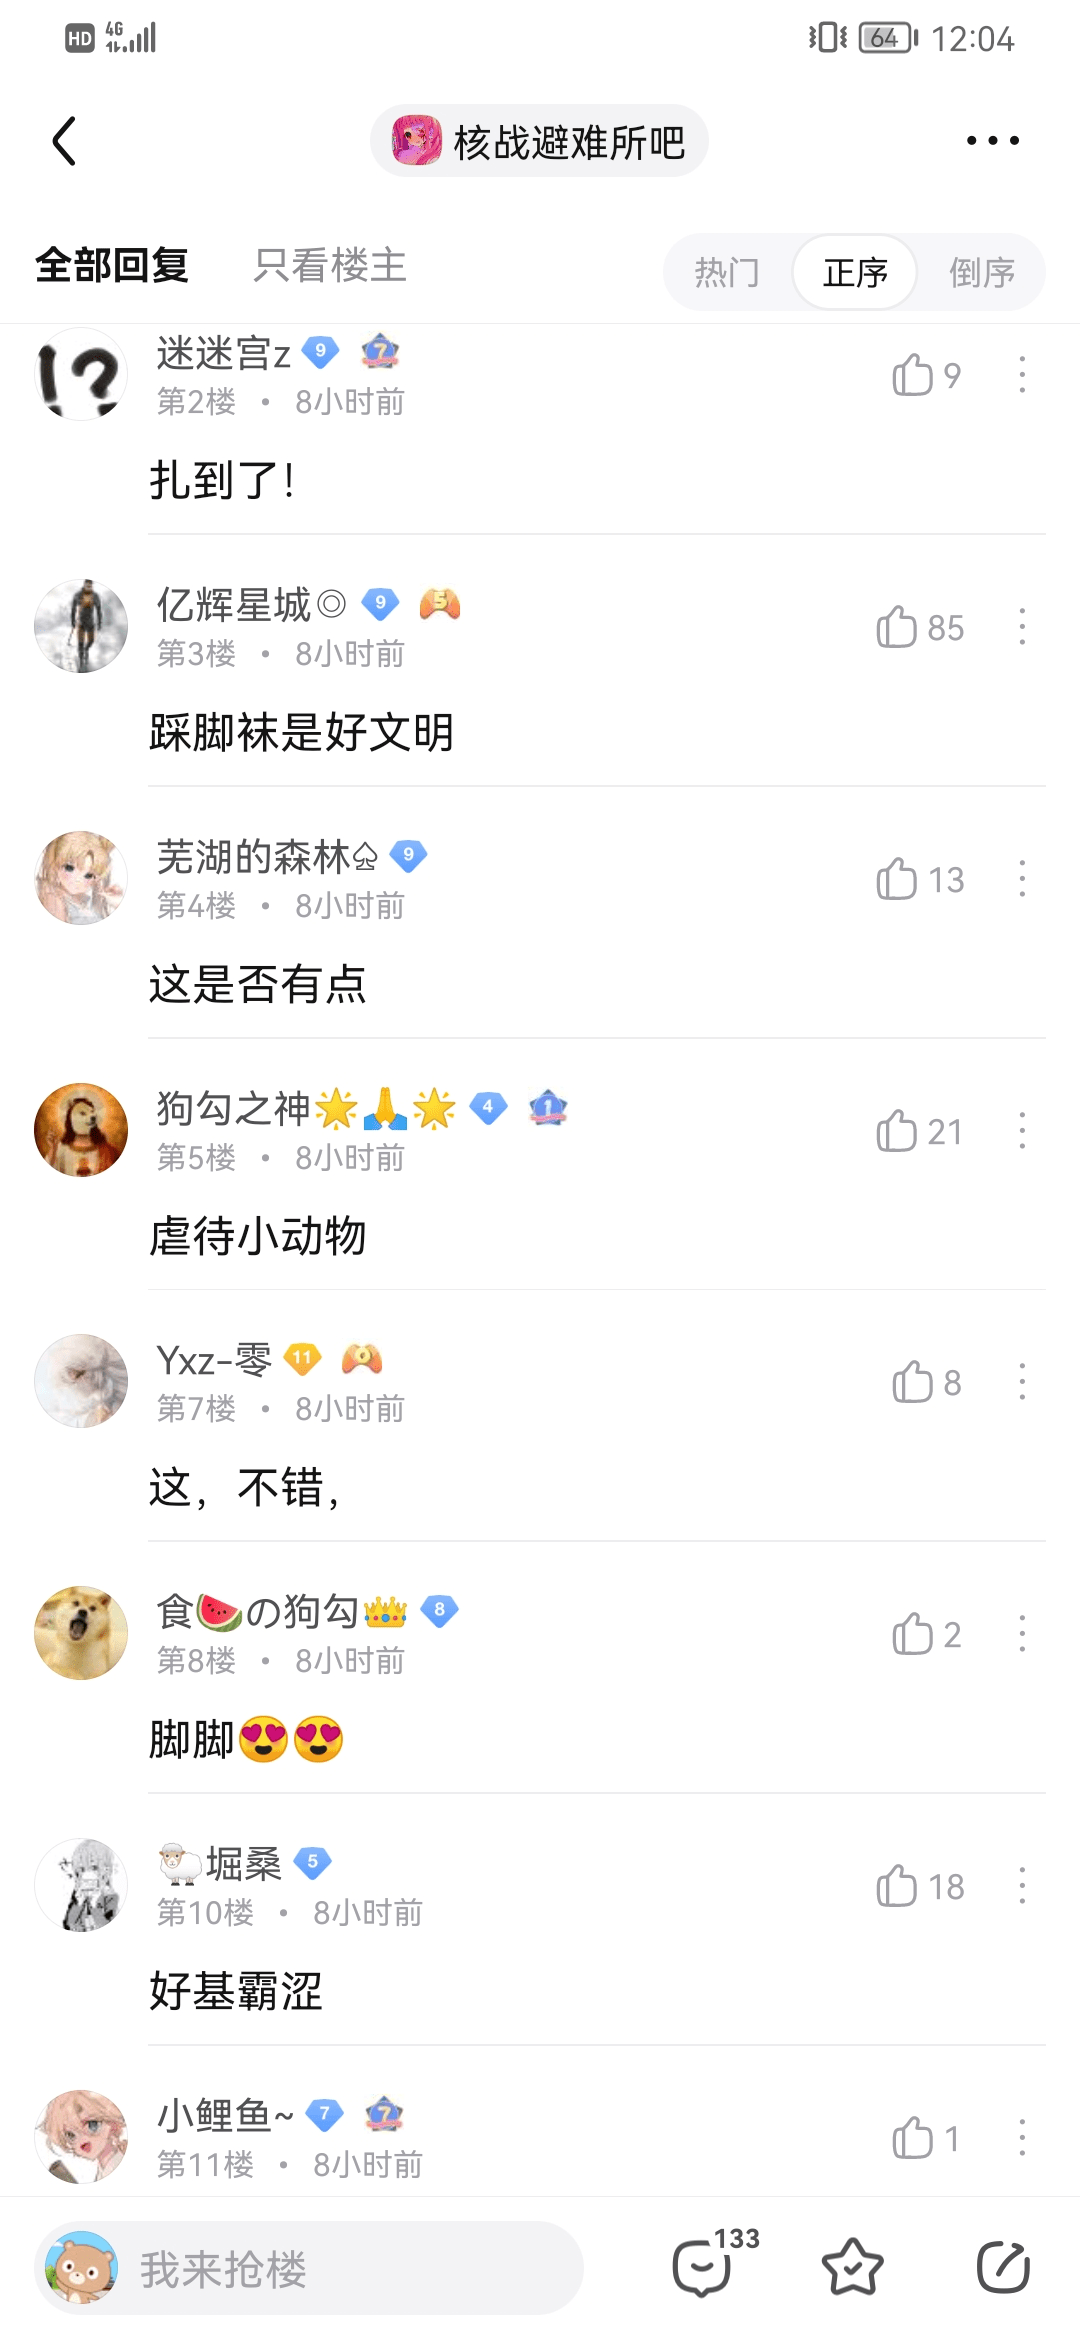 HD 4G 64 12:04
核战避难所吧
全部回复 只看楼主 热门 正序 倒序
迷迷宫z 9 7
第2楼 • 8小时前 9
扎到了!
亿辉星城◎ 9 5
第3楼 • 8小时前 85
踩脚袜是好文明
芜湖的森林♤ 9
第4楼 • 8小时前 13
这是否有点
狗勾之神🌟🙏🌟 4 1
第5楼 • 8小时前 21
虐待小动物
Yxz-零 11 0
第7楼 • 8小时前 8
这，不错，
食🍉の狗勾👑 8
第8楼 • 8小时前 2
脚脚😍😍
🐑堀桑 5
第10楼 • 8小时前 18
好基霸涩
小鲤鱼~ 7 7
第11楼 • 8小时前 1
我来抢楼 133